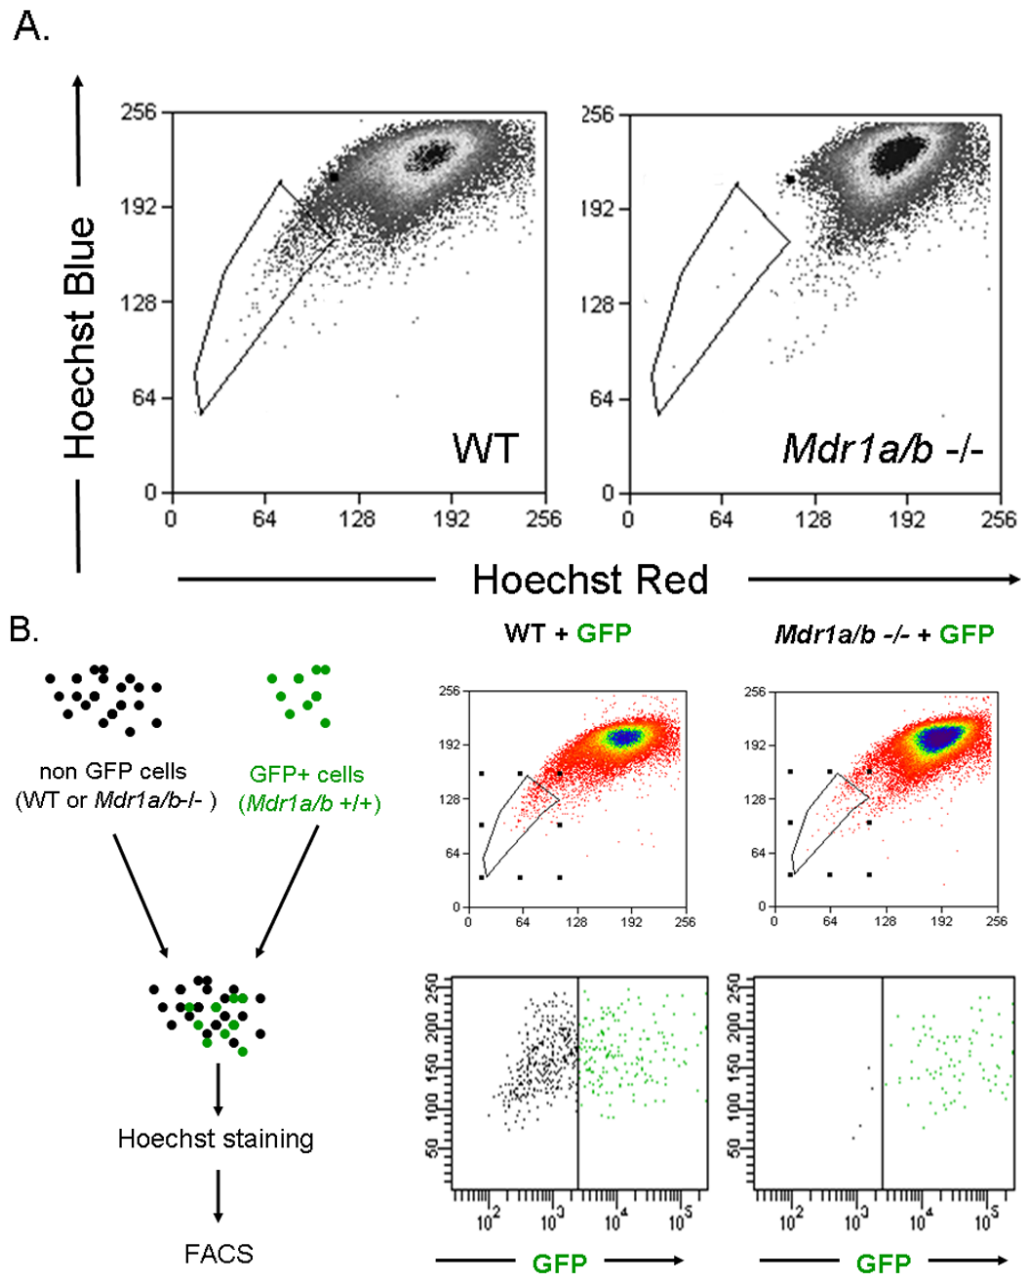 A.
Hoechst Blue
256
192
128
64
0
0 64 128 192 256
WT
256
192
128
64
0
0 64 128 192 256
Mdr1a/b -/-
Hoechst Red
B.
non GFP cells
(WT or Mdr1a/b-/- )
GFP+ cells
(Mdr1a/b +/+)
Hoechst staining
FACS
WT + GFP
256
192
128
64
0
0 64 128 192 256
Mdr1a/b -/- + GFP
256
192
128
64
0
0 64 128 192 256
250
200
150
100
50
10² 10³ 10⁴ 10⁵
GFP
250
200
150
100
50
10² 10³ 10⁴ 10⁵
GFP